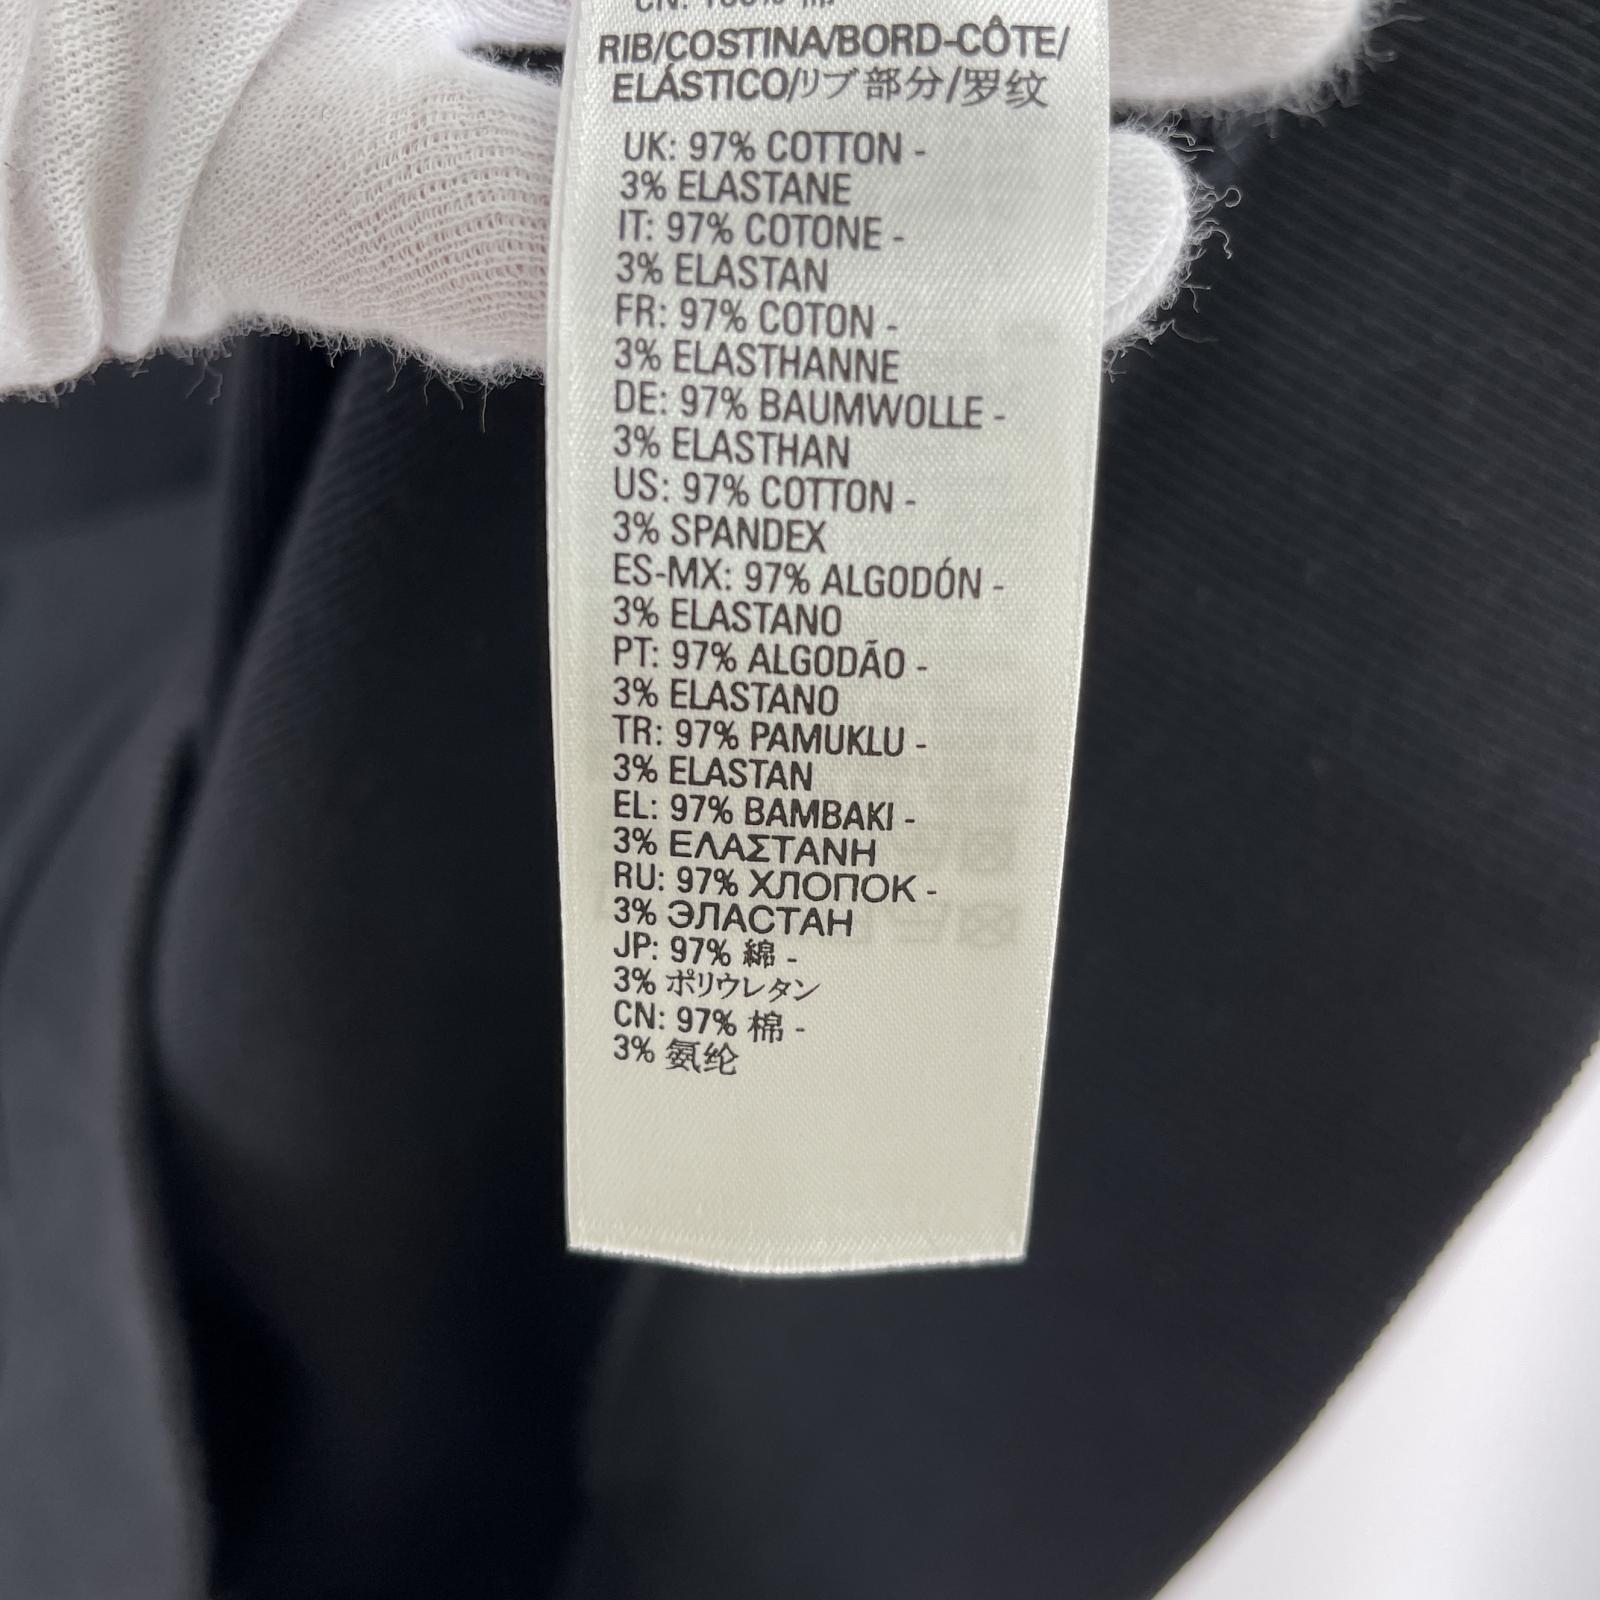 CN: 100% 棉
RIB/COSTINA/BORD-CÔTE/
ELÁSTICO/リブ部分/罗纹
UK: 97% COTTON -
3% ELASTANE
IT: 97% COTONE -
3% ELASTAN
FR: 97% COTON -
3% ELASTHANNE
DE: 97% BAUMWOLLE -
3% ELASTHAN
US: 97% COTTON -
3% SPANDEX
ES-MX: 97% ALGODÓN -
3% ELASTANO
PT: 97% ALGODÃO -
3% ELASTANO
TR: 97% PAMUKLU -
3% ELASTAN
EL: 97% BAMBAKI -
3% ΕΛΑΣΤΑΝΗ
RU: 97% ХЛОПОК -
3% ЭЛАСТАН
JP: 97% 綿 -
3% ポリウレタン
CN: 97% 棉 -
3% 氨纶